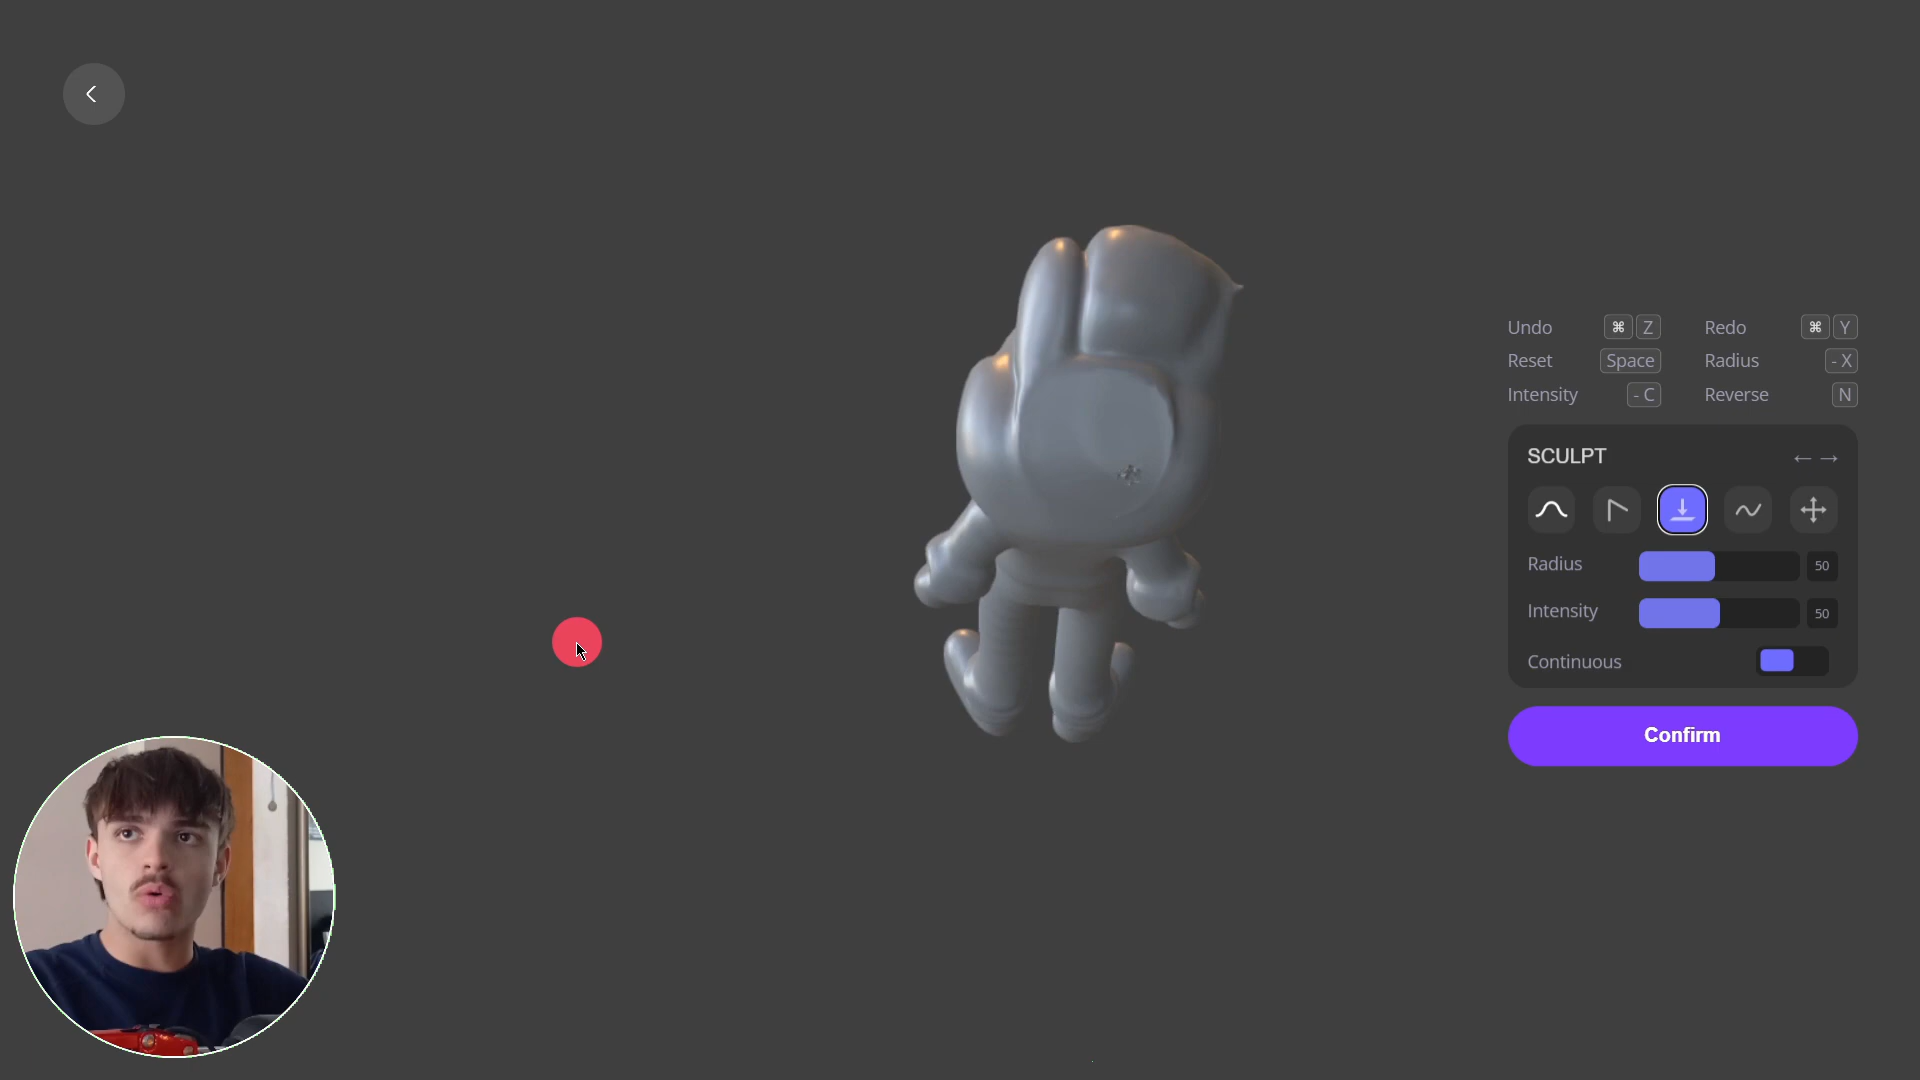 Undo ⌘ Z Redo ⌘ Y
Reset Space Radius - X
Intensity - C Reverse N
SCULPT ← →
Radius 50
Intensity 50
Continuous
Confirm